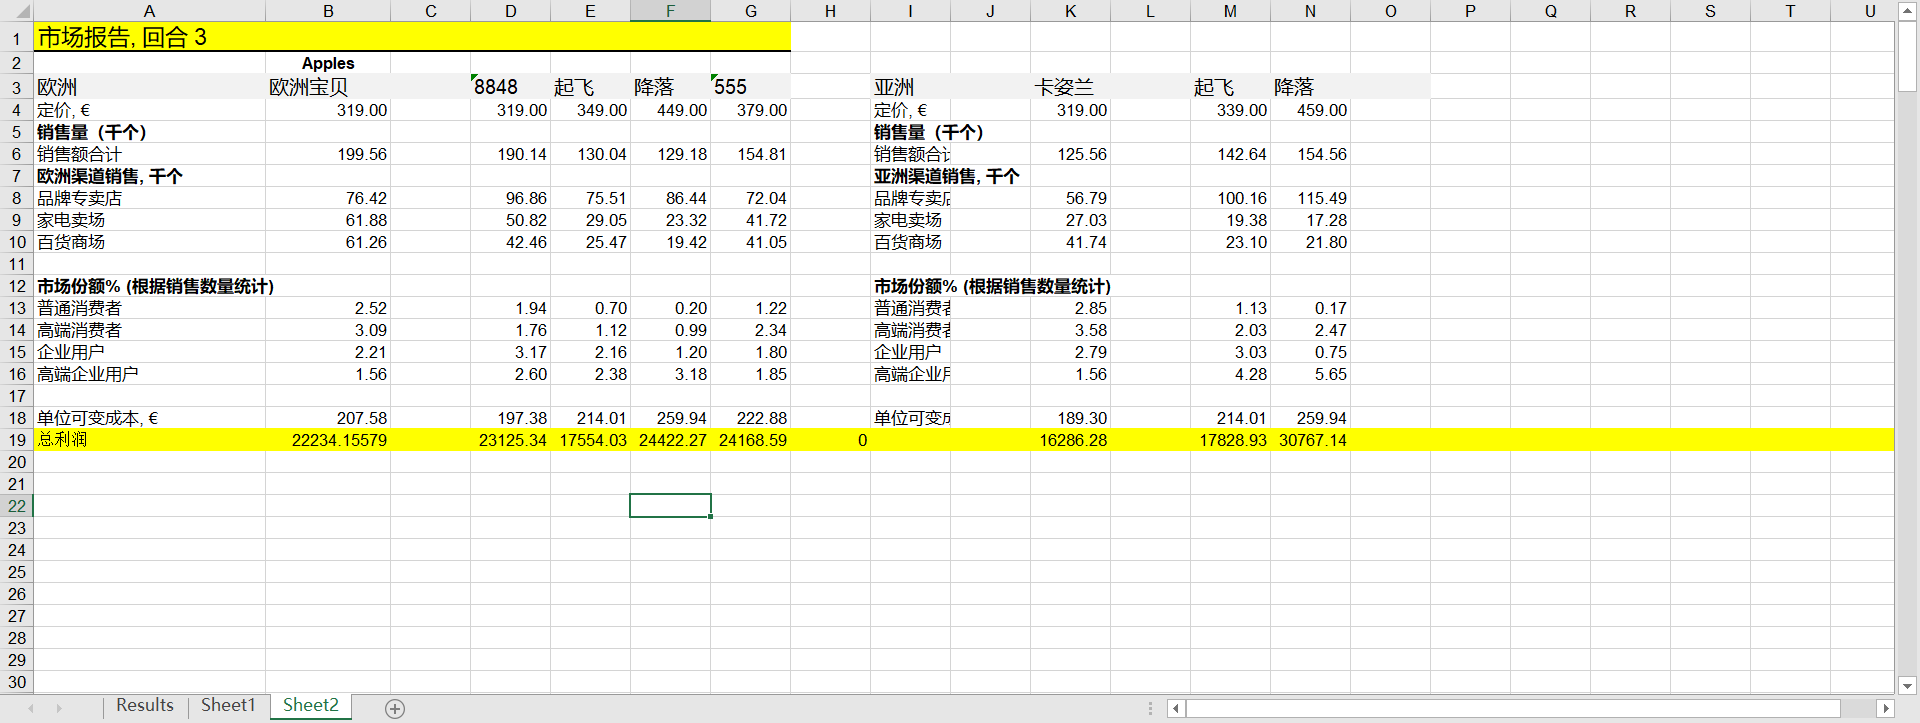 A B C D E F G H I J K L M N O P Q R S T U
1 市场报告, 回合 3
2 Apples
3 欧洲 欧洲宝贝 8848 起飞 降落 555 亚洲 卡姿兰 起飞 降落
4 定价, € 319.00 319.00 349.00 449.00 379.00 定价, € 319.00 339.00 459.00
5 销售量（千个） 销售量（千个）
6 销售额合计 199.56 190.14 130.04 129.18 154.81 销售额合 125.56 142.64 154.56
7 欧洲渠道销售, 千个 亚洲渠道销售, 千个
8 品牌专卖店 76.42 96.86 75.51 86.44 72.04 品牌专卖 56.79 100.16 115.49
9 家电卖场 61.88 50.82 29.05 23.32 41.72 家电卖场 27.03 19.38 17.28
10 百货商场 61.26 42.46 25.47 19.42 41.05 百货商场 41.74 23.10 21.80
11
12 市场份额% (根据销售数量统计) 市场份额% (根据销售数量统计)
13 普通消费者 2.52 1.94 0.70 0.20 1.22 普通消费 2.85 1.13 0.17
14 高端消费者 3.09 1.76 1.12 0.99 2.34 高端消费 3.58 2.03 2.47
15 企业用户 2.21 3.17 2.16 1.20 1.80 企业用户 2.79 3.03 0.75
16 高端企业用户 1.56 2.60 2.38 3.18 1.85 高端企业 1.56 4.28 5.65
17
18 单位可变成本, € 207.58 197.38 214.01 259.94 222.88 单位可变 189.30 214.01 259.94
19 总利润 22234.15579 23125.34 17554.03 24422.27 24168.59 0 16286.28 17828.93 30767.14
20
21
22
23
24
25
26
27
28
29
30
Results Sheet1 Sheet2